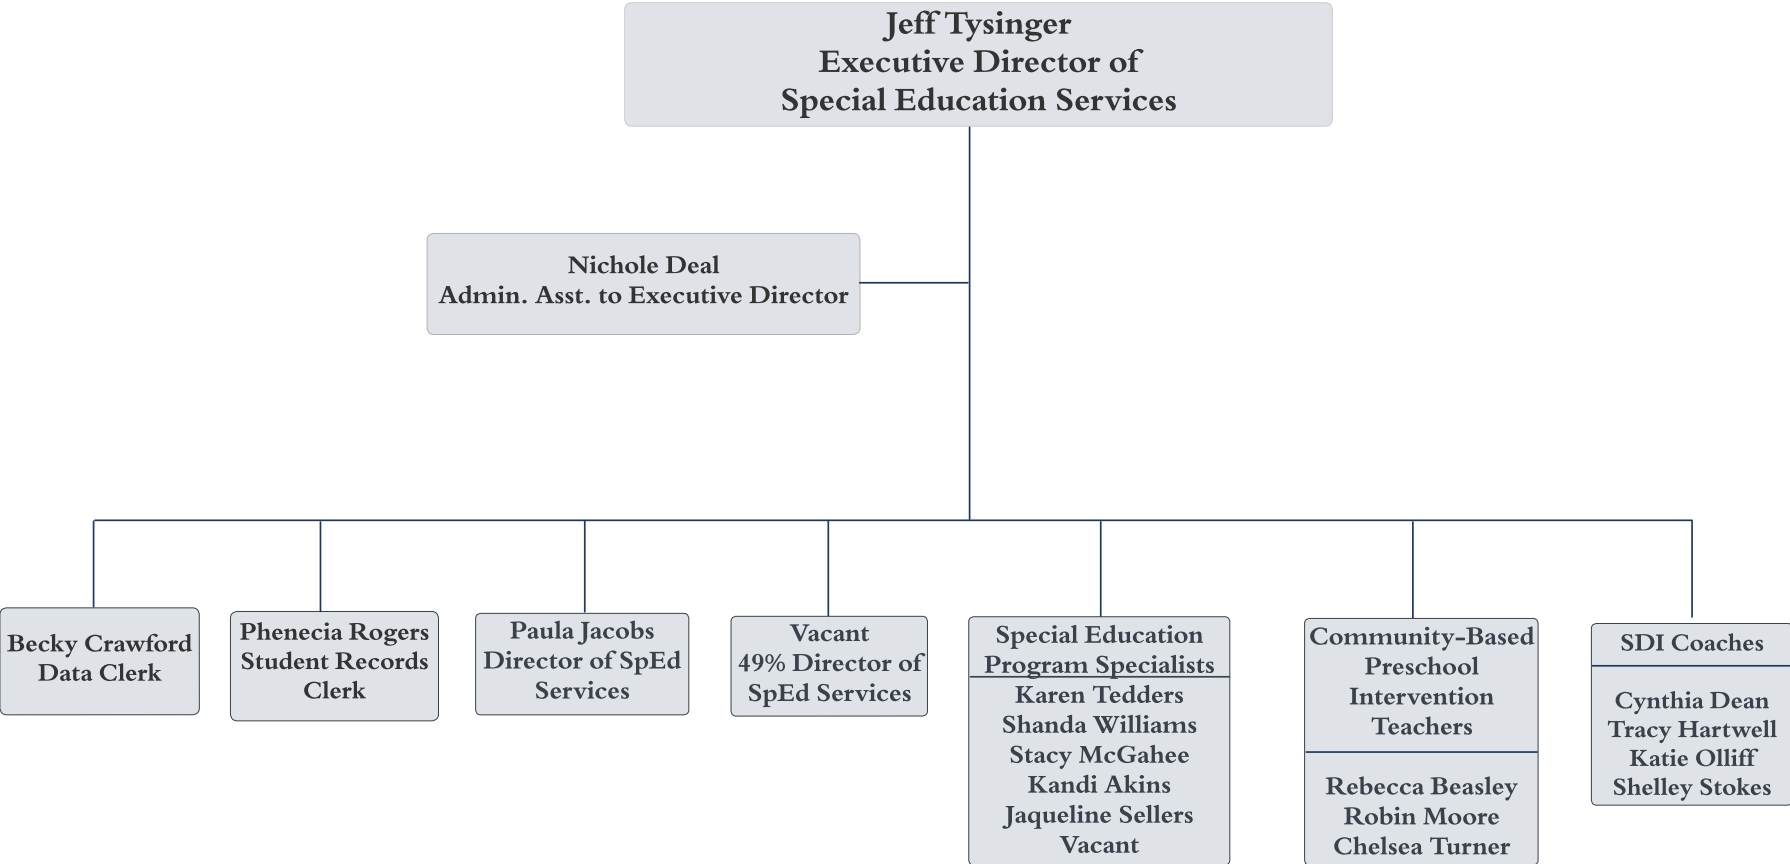 Jeff Tysinger
Executive Director of
Special Education Services
Nichole Deal
Admin. Asst. to Executive Director
Becky Crawford
Data Clerk
Phenecia Rogers
Student Records
Clerk
Paula Jacobs
Director of SpEd
Services
Vacant
49% Director of
SpEd Services
Special Education
Program Specialists
Karen Tedders
Shanda Williams
Stacy McGahee
Kandi Akins
Jaqueline Sellers
Vacant
Community-Based
Preschool
Intervention
Teachers
Rebecca Beasley
Robin Moore
Chelsea Turner
SDI Coaches
Cynthia Dean
Tracy Hartwell
Katie Olliff
Shelley Stokes